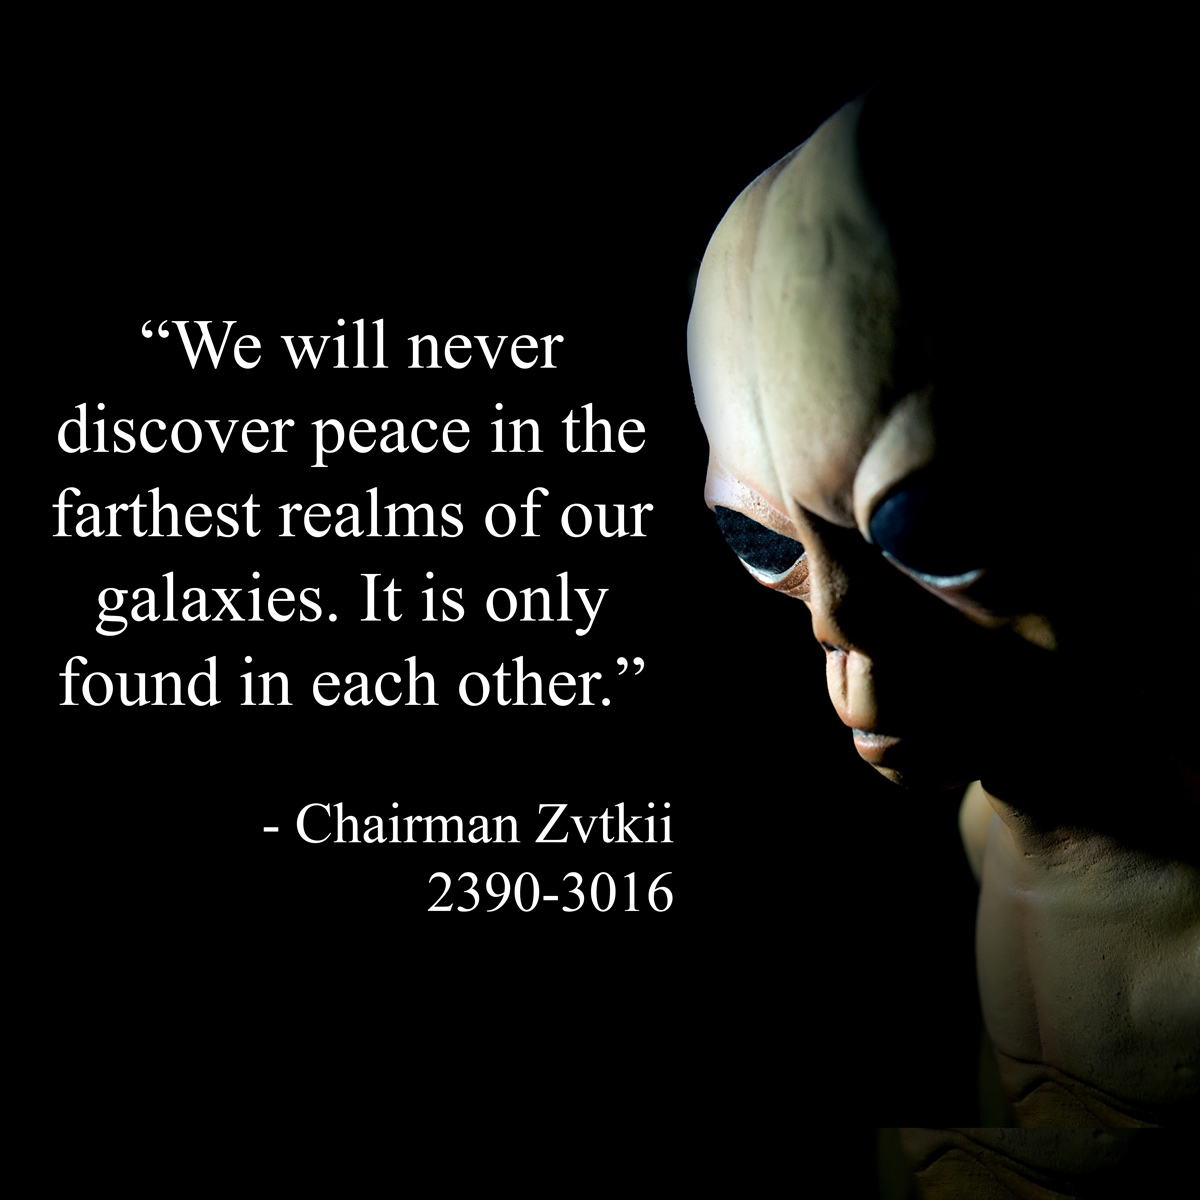 “We will never
discover peace in the
farthest realms of our
galaxies. It is only
found in each other.”
- Chairman Zvtkii
2390-3016